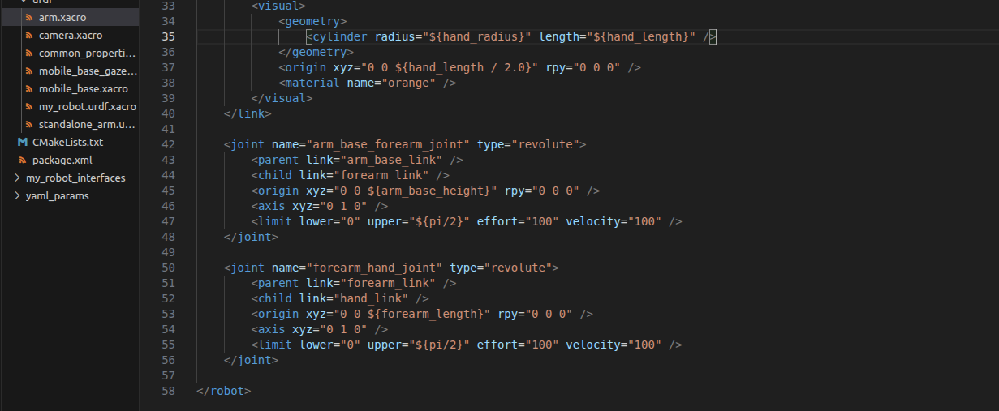 urdf
arm.xacro
camera.xacro
common_properti...
mobile_base_gaze...
mobile_base.xacro
my_robot.urdf.xacro
standalone_arm.u...
CMakeLists.txt
package.xml
my_robot_interfaces
yaml_params
33 <visual>
34 <geometry>
35 <cylinder radius="${hand_radius}" length="${hand_length}" />
36 </geometry>
37 <origin xyz="0 0 ${hand_length / 2.0}" rpy="0 0 0" />
38 <material name="orange" />
39 </visual>
40 </link>
41
42 <joint name="arm_base_forearm_joint" type="revolute">
43 <parent link="arm_base_link" />
44 <child link="forearm_link" />
45 <origin xyz="0 0 ${arm_base_height}" rpy="0 0 0" />
46 <axis xyz="0 1 0" />
47 <limit lower="0" upper="${pi/2}" effort="100" velocity="100" />
48 </joint>
49
50 <joint name="forearm_hand_joint" type="revolute">
51 <parent link="forearm_link" />
52 <child link="hand_link" />
53 <origin xyz="0 0 ${forearm_length}" rpy="0 0 0" />
54 <axis xyz="0 1 0" />
55 <limit lower="0" upper="${pi/2}" effort="100" velocity="100" />
56 </joint>
57
58 </robot>